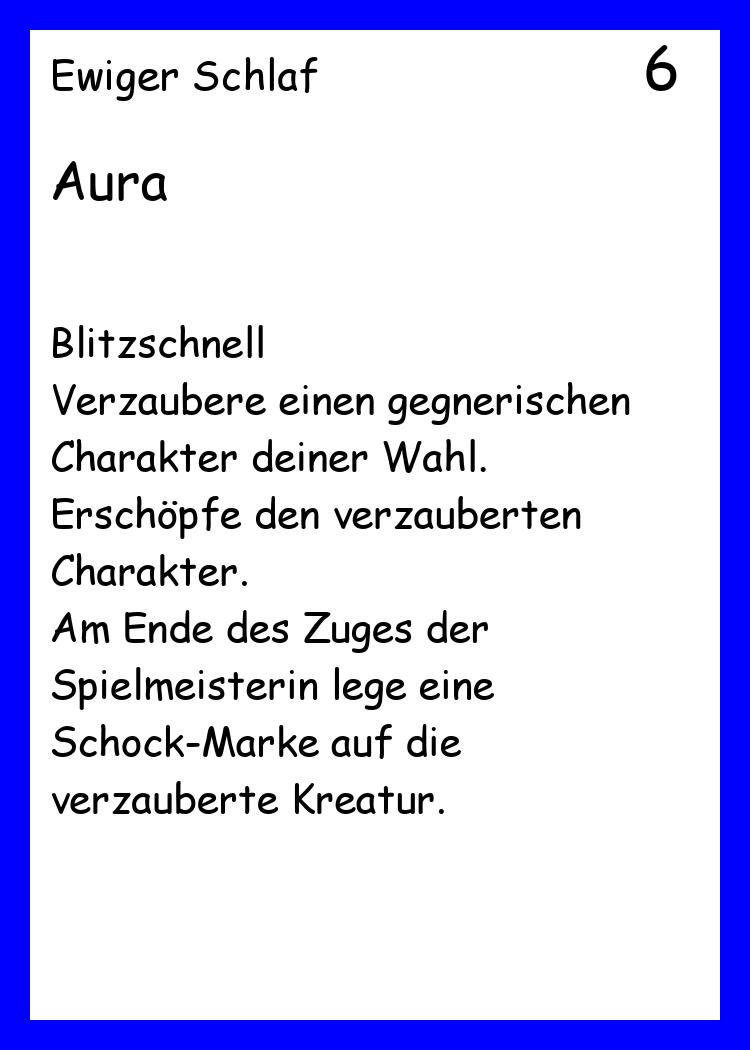 Ewiger Schlaf 6
Aura
Blitzschnell
Verzaubere einen gegnerischen
Charakter deiner Wahl.
Erschöpfe den verzauberten
Charakter.
Am Ende des Zuges der
Spielmeisterin lege eine
Schock-Marke auf die
verzauberte Kreatur.